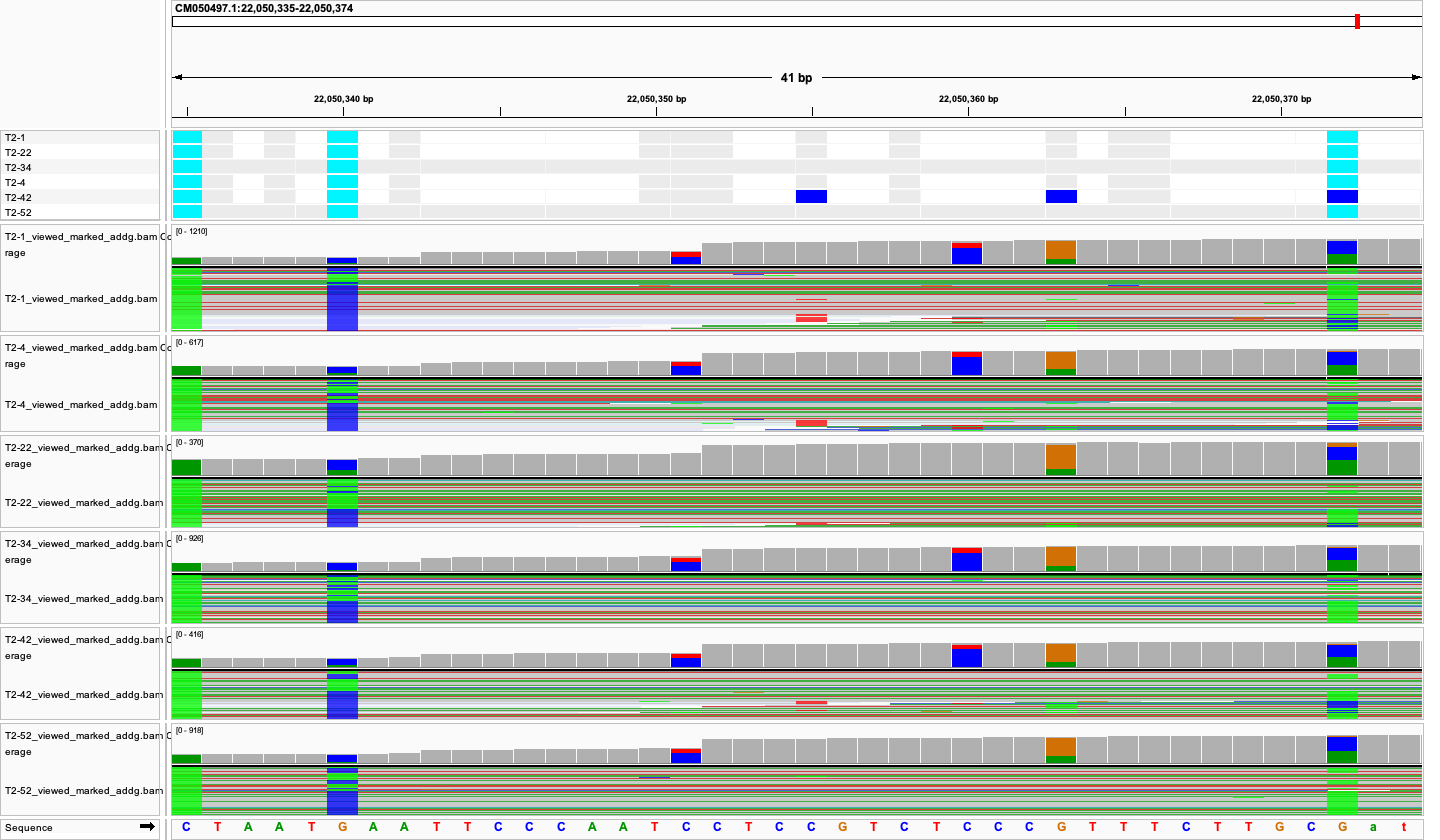 CM050497.1:22,050,335-22,050,374
41 bp
22,050,340 bp 22,050,350 bp 22,050,360 bp 22,050,370 bp
T2-1
T2-22
T2-34
T2-4
T2-42
T2-52
T2-1_viewed_marked_addg.bam Co
rage
[0 - 1210]
T2-1_viewed_marked_addg.bam
T2-4_viewed_marked_addg.bam Co
rage
[0 - 617]
T2-4_viewed_marked_addg.bam
T2-22_viewed_marked_addg.bam C
erage
[0 - 370]
T2-22_viewed_marked_addg.bam
T2-34_viewed_marked_addg.bam C
erage
[0 - 926]
T2-34_viewed_marked_addg.bam
T2-42_viewed_marked_addg.bam C
erage
[0 - 416]
T2-42_viewed_marked_addg.bam
T2-52_viewed_marked_addg.bam C
erage
[0 - 918]
T2-52_viewed_marked_addg.bam
Sequence C T A A T G A A T T C C C A A T C C T C C G T C T C C C G T T T C T T G C G a t